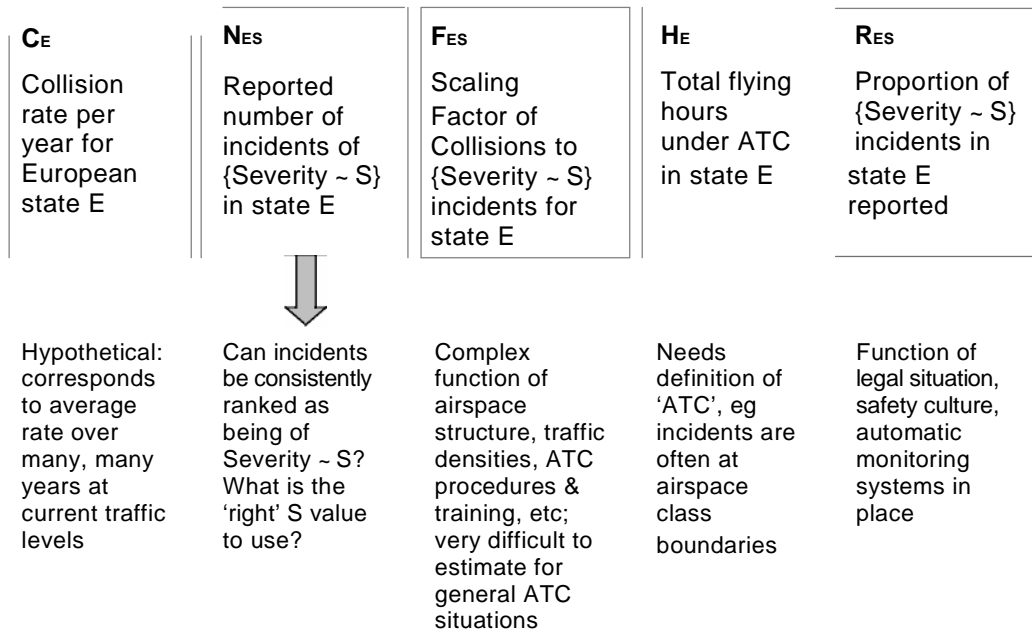 CE
Collision
rate per
year for
European
state E
NES
Reported
number of
incidents of
{Severity ~ S}
in state E
FES
Scaling
Factor of
Collisions to
{Severity ~ S}
incidents for
state E
HE
Total flying
hours
under ATC
in state E
RES
Proportion of
{Severity ~ S}
incidents in
state E
reported
Hypothetical:
corresponds
to average
rate over
many, many
years at
current traffic
levels
Can incidents
be consistently
ranked as
being of
Severity ~ S?
What is the
‘right’ S value
to use?
Complex
function of
airspace
structure, traffic
densities, ATC
procedures &
training, etc;
very difficult to
estimate for
general ATC
situations
Needs
definition of
‘ATC’, eg
incidents are
often at
airspace
class
boundaries
Function of
legal situation,
safety culture,
automatic
monitoring
systems in
place